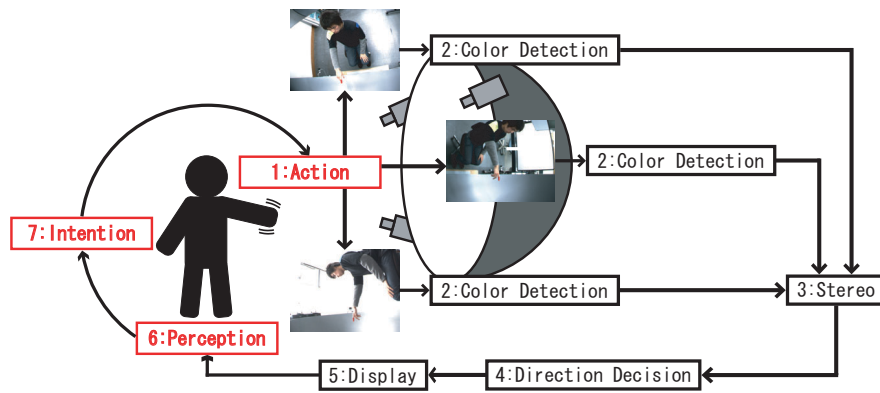 2:Color Detection
1:Action
2:Color Detection
7:Intention
2:Color Detection
3:Stereo
6:Perception
5:Display
4:Direction Decision